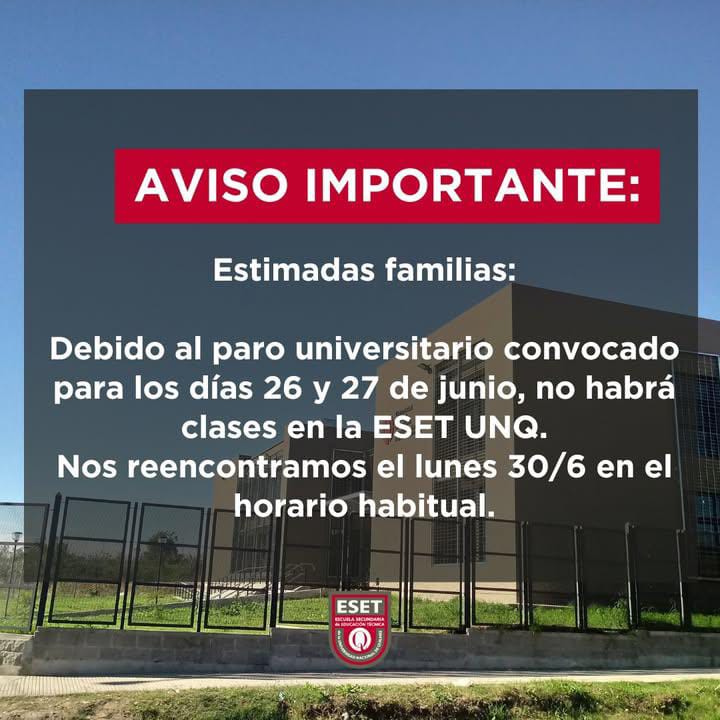 AVISO IMPORTANTE:
Estimadas familias:
Debido al paro universitario convocado
para los días 26 y 27 de junio, no habrá
clases en la ESET UNQ.
Nos reencontramos el lunes 30/6 en el
horario habitual.
ESET
ESCUELA SECUNDARIA
de EDUCACIÓN TÉCNICA